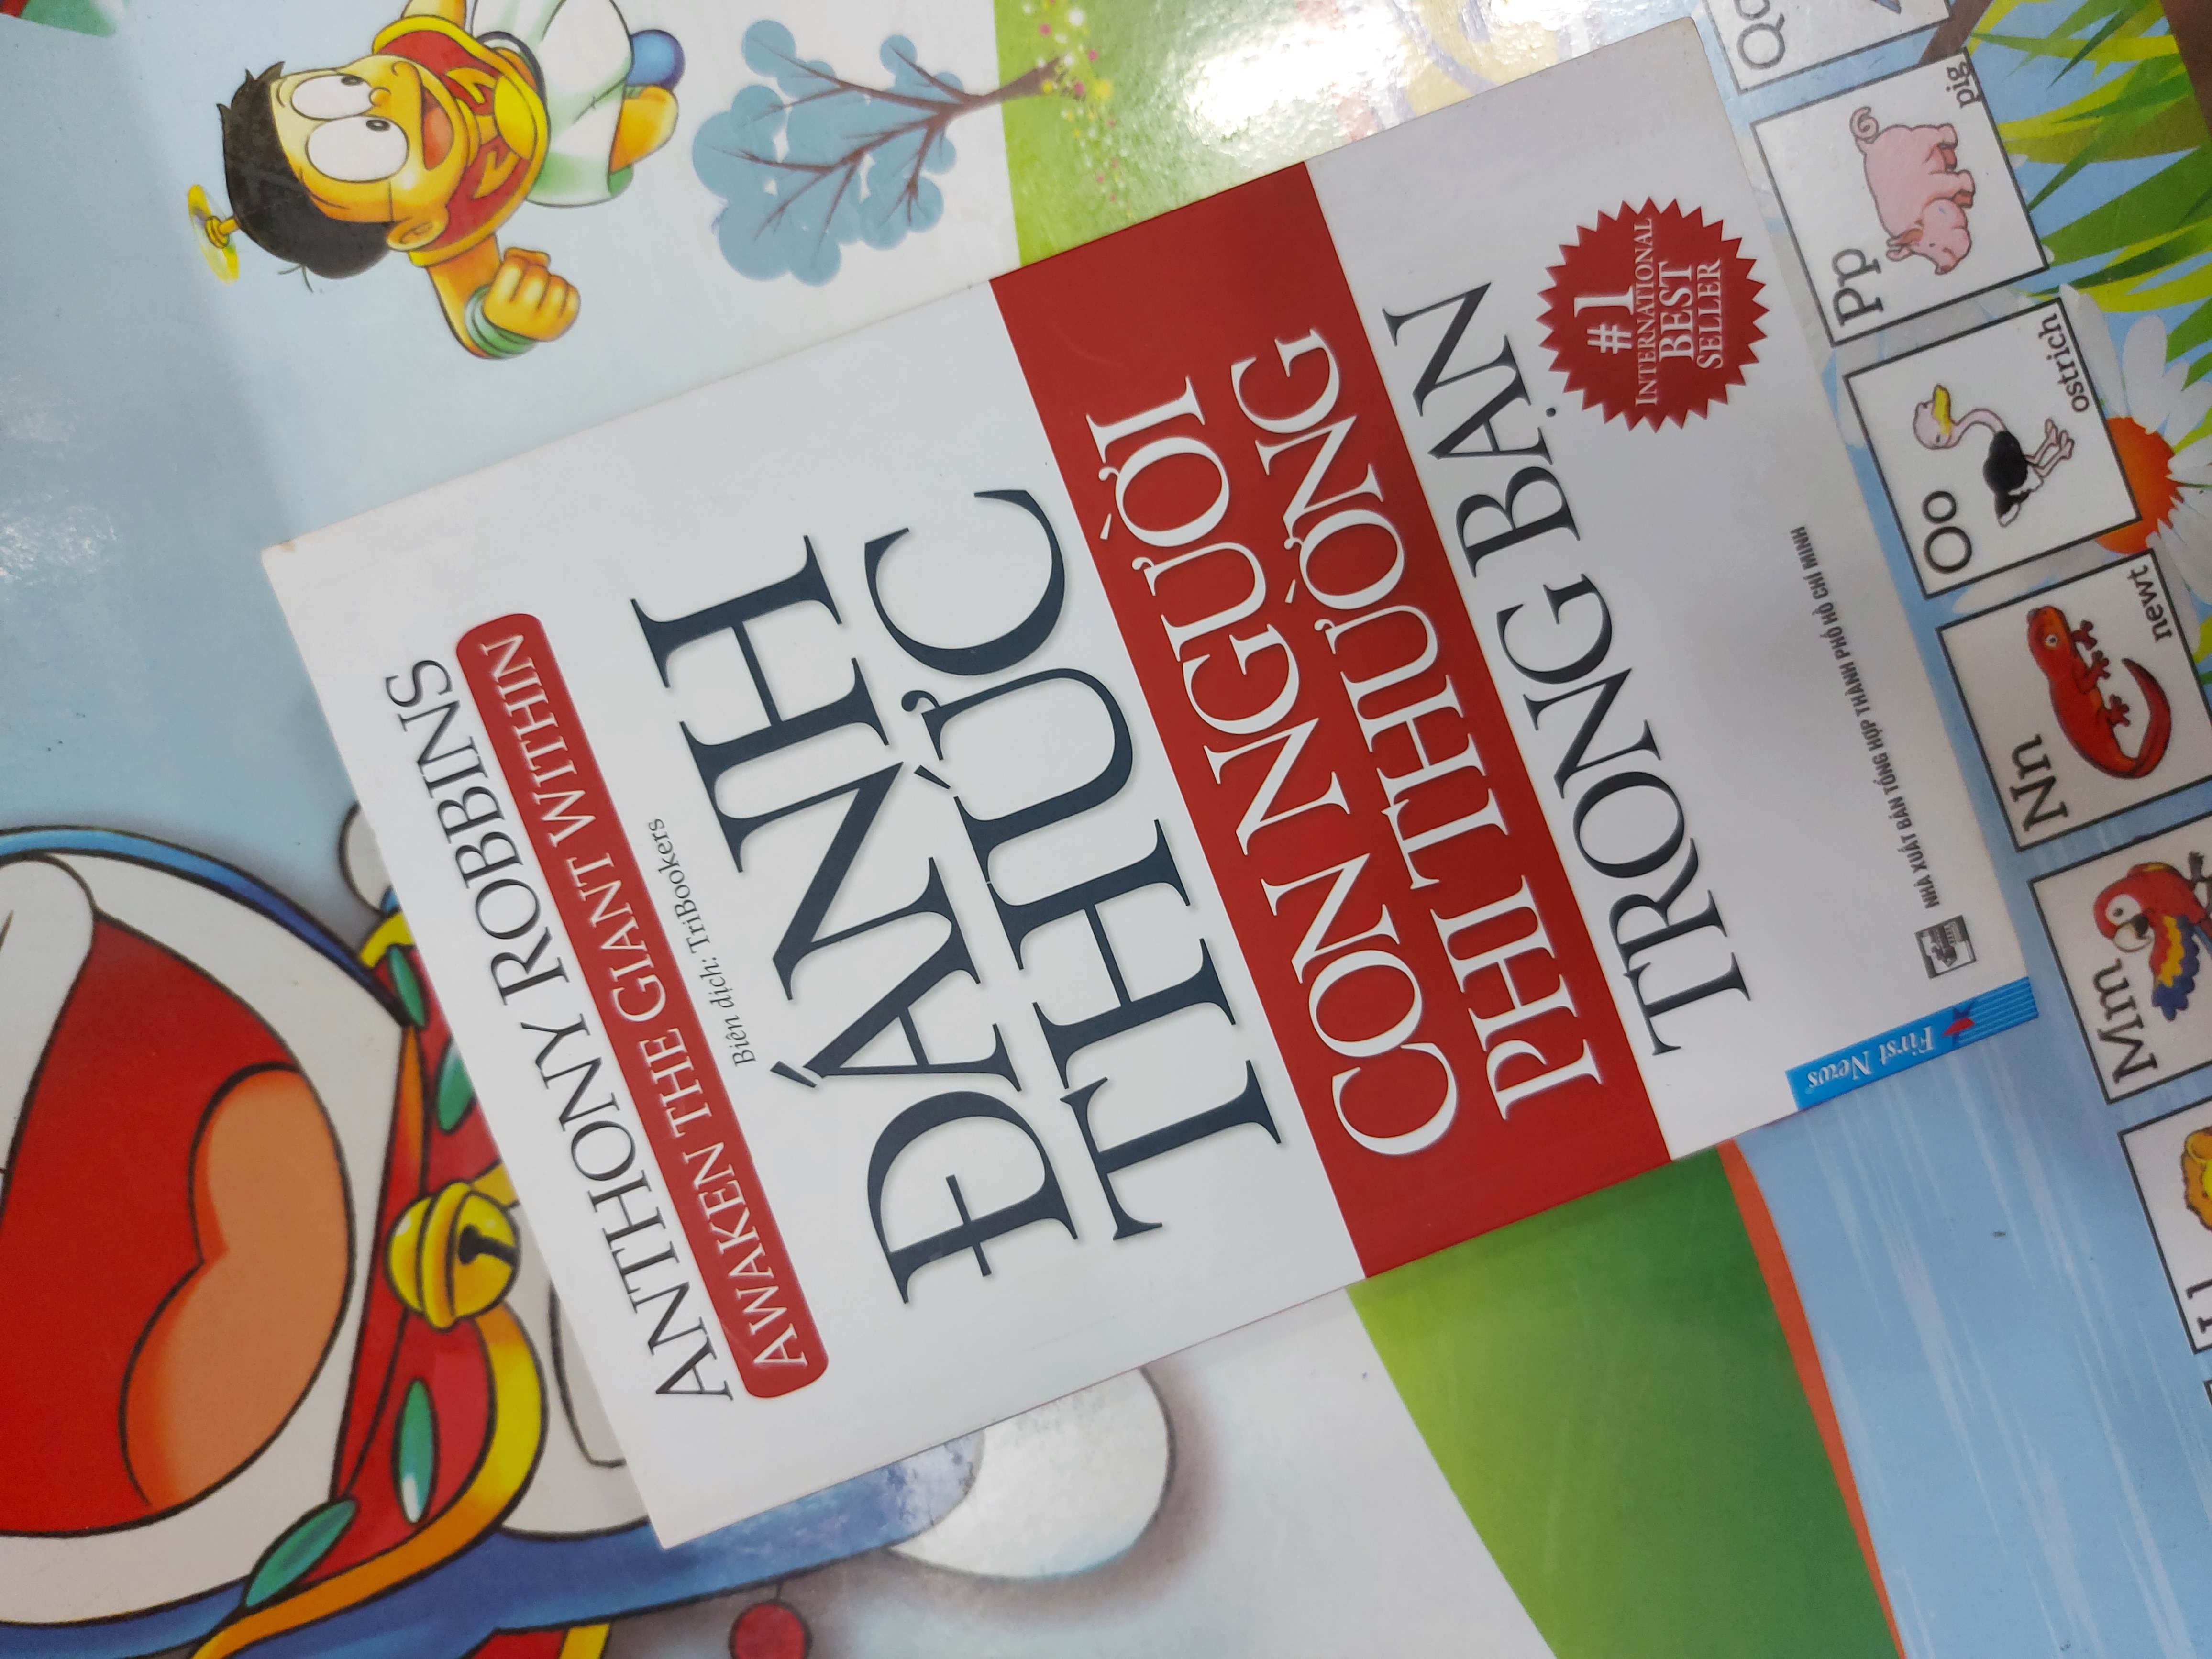 ANTHONY ROBBINS
AWAKEN THE GIANT WITHIN
Biên dịch: TriBookers
ĐÁNH
THỨC
CON NGƯỜI
PHI THƯỜNG
TRONG BẠN
#1
INTERNATIONAL
BEST
SELLER
First News
NHÀ XUẤT BẢN TỔNG HỢP THÀNH PHỐ HỒ CHÍ MINH
Pp
pig
Oo
ostrich
Nn
newt
Mm